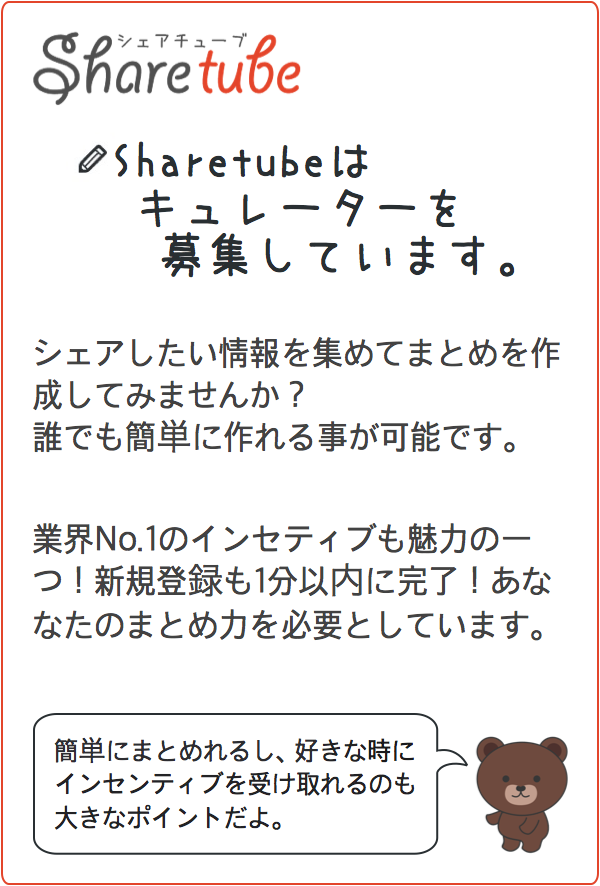 シェアチューブ
Sharetube
Sharetubeは
キュレーターを
募集しています。
シェアしたい情報を集めてまとめを作
成してみませんか？
誰でも簡単に作れる事が可能です。
業界No.1のインセティブも魅力の一
つ！新規登録も1分以内に完了！あな
なたのまとめ力を必要としています。
簡単にまとめれるし、好きな時に
インセンティブを受け取れるのも
大きなポイントだよ。